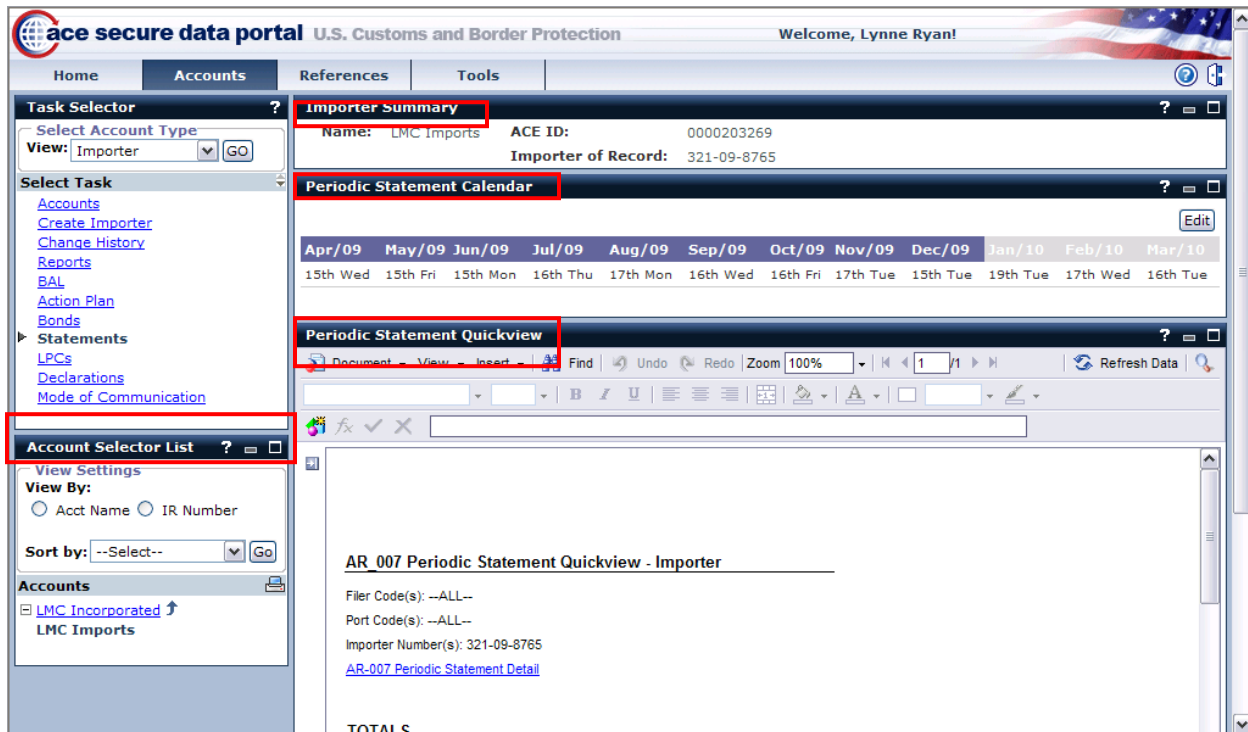 ace secure data portal U.S. Customs and Border Protection Welcome, Lynne Ryan!
Home Accounts References Tools
Task Selector ?
Select Account Type
View: Importer GO
Select Task
Accounts
Create Importer
Change History
Reports
BAL
Action Plan
Bonds
Statements
LPCs
Declarations
Mode of Communication
Account Selector List ?
View Settings
View By:
Acct Name IR Number
Sort by: --Select-- Go
Accounts
LMC Incorporated
LMC Imports
Importer Summary ?
Name: LMC Imports ACE ID: 0000203269
Importer of Record: 321-09-8765
Periodic Statement Calendar ?
Edit
Apr/09 May/09 Jun/09 Jul/09 Aug/09 Sep/09 Oct/09 Nov/09 Dec/09 Jan/10 Feb/10 Mar/10
15th Wed 15th Fri 15th Mon 16th Thu 17th Mon 16th Wed 16th Fri 17th Tue 15th Tue 19th Tue 17th Wed 16th Tue
Periodic Statement Quickview ?
Document View Insert Find Undo Redo Zoom 100% 1 /1 Refresh Data
B I U A
fx
AR_007 Periodic Statement Quickview - Importer
Filer Code(s): --ALL--
Port Code(s): --ALL--
Importer Number(s): 321-09-8765
AR-007 Periodic Statement Detail
TOTALS